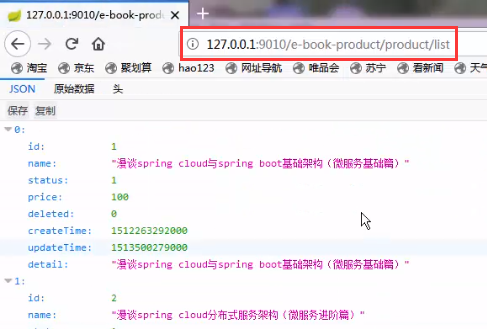 127.0.0.1:9010/e-book-product/
127.0.0.1:9010/e-book-product/product/list
淘宝 京东 聚划算 hao123 网址导航 唯品会 苏宁 看新闻 天气
JSON 原始数据 头
保存 复制
0:
id: 1
name: "漫谈spring cloud与spring boot基础架构（微服务基础篇）"
status: 1
price: 100
deleted: 0
createTime: 1512263292000
updateTime: 1513500279000
detail: "漫谈spring cloud与spring boot基础架构（微服务基础篇）"
1:
id: 2
name: "漫谈spring cloud分布式服务架构（微服务进阶篇）"